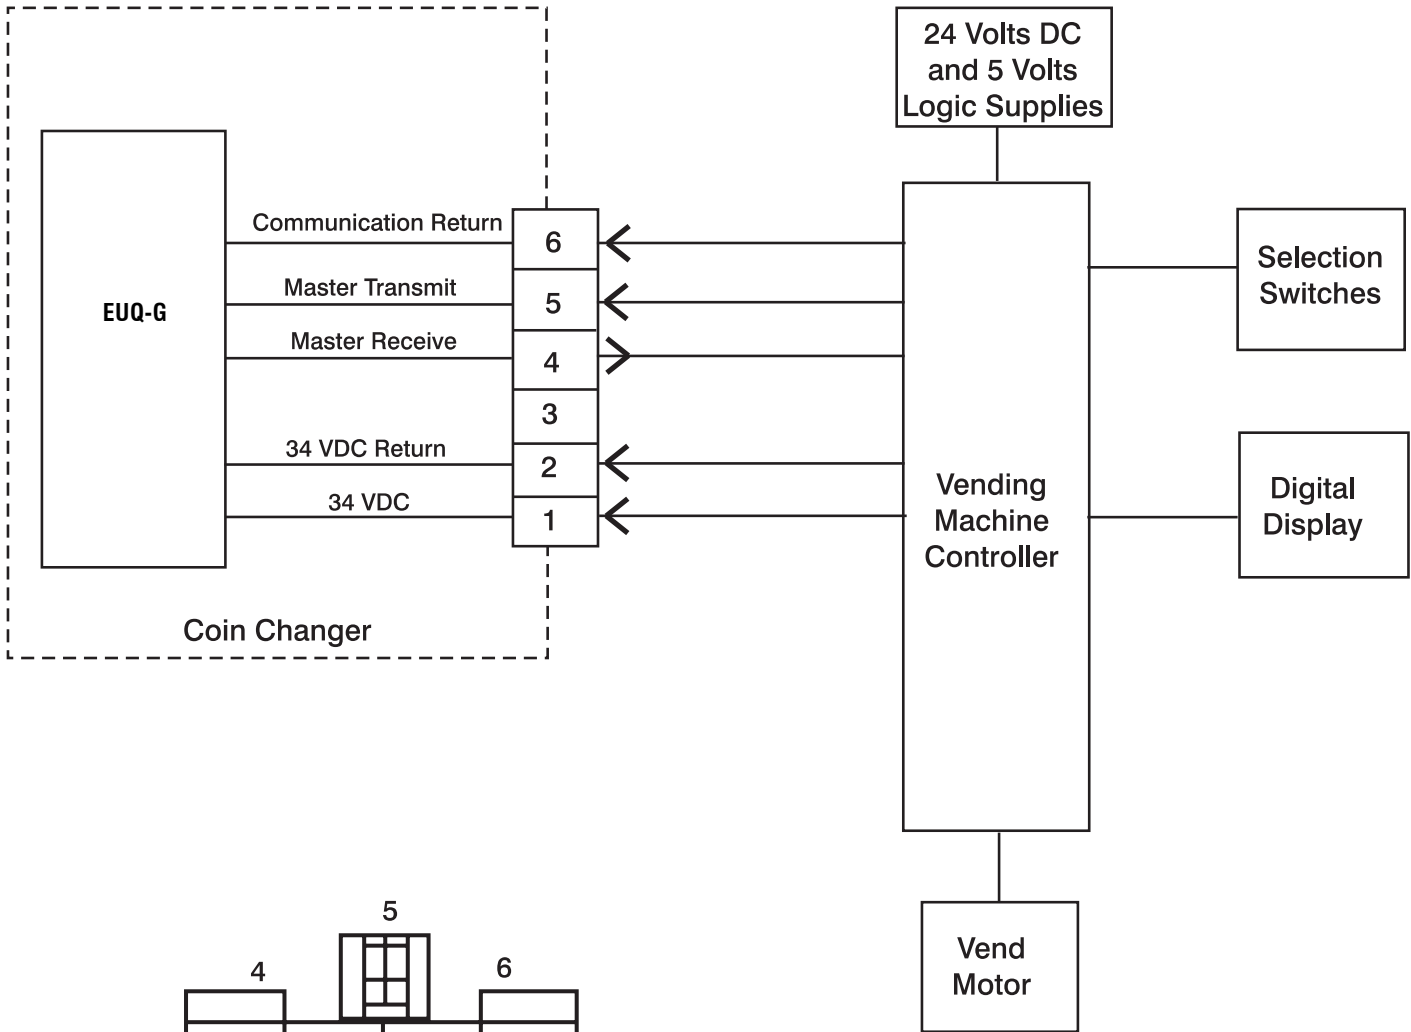 24 Volts DC
and 5 Volts
Logic Supplies
EUQ-G
Communication Return
6
Master Transmit
5
Master Receive
4
3
34 VDC Return
2
34 VDC
1
Coin Changer
Vending
Machine
Controller
Selection
Switches
Digital
Display
Vend
Motor
5
4
6